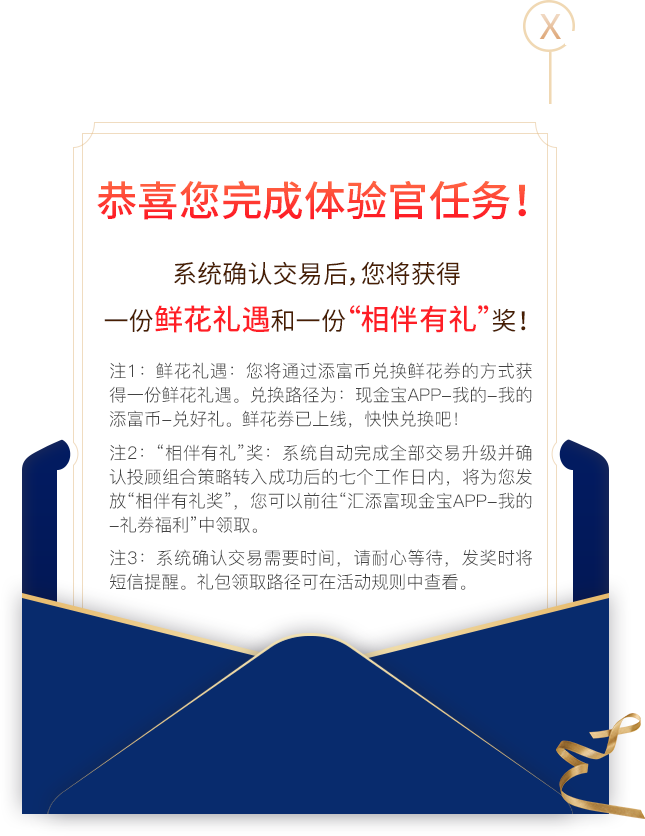 X
恭喜您完成体验官任务！
系统确认交易后，您将获得
一份鲜花礼遇和一份“相伴有礼”奖！
注1：鲜花礼遇：您将通过添富币兑换鲜花券的方式获
得一份鲜花礼遇。兑换路径为：现金宝APP-我的-我的
添富币-兑好礼。鲜花券已上线，快快兑换吧！
注2：“相伴有礼”奖：系统自动完成全部交易升级并确
认投顾组合策略转入成功后的七个工作日内，将为您发
放“相伴有礼奖”，您可以前往“汇添富现金宝APP-我的
-礼券福利”中领取。
注3：系统确认交易需要时间，请耐心等待，发奖时将
短信提醒。礼包领取路径可在活动规则中查看。